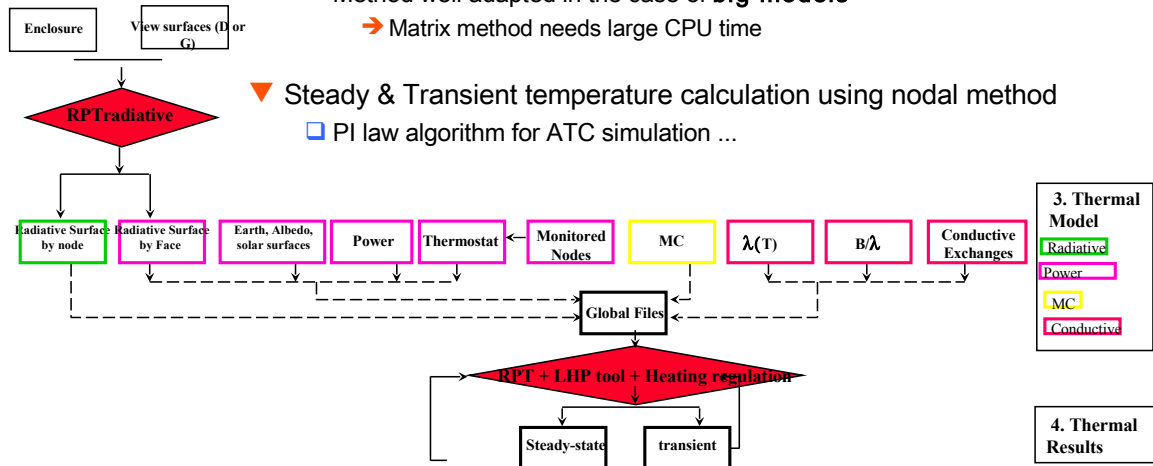 Method well adapted in the case of big models
Enclosure
View surfaces (D or
G)
➔ Matrix method needs large CPU time
▼ Steady & Transient temperature calculation using nodal method
❑ PI law algorithm for ATC simulation ...
RPTradiative
Radiative Surface
by node
Radiative Surface
by Face
Earth, Albedo,
solar surfaces
Power
Thermostat
Monitored
Nodes
MC
λ(T)
B/λ
Conductive
Exchanges
3. Thermal
Model
Radiative
Power
MC
Conductive
Global Files
RPT + LHP tool + Heating regulation
Steady-state
transient
4. Thermal
Results